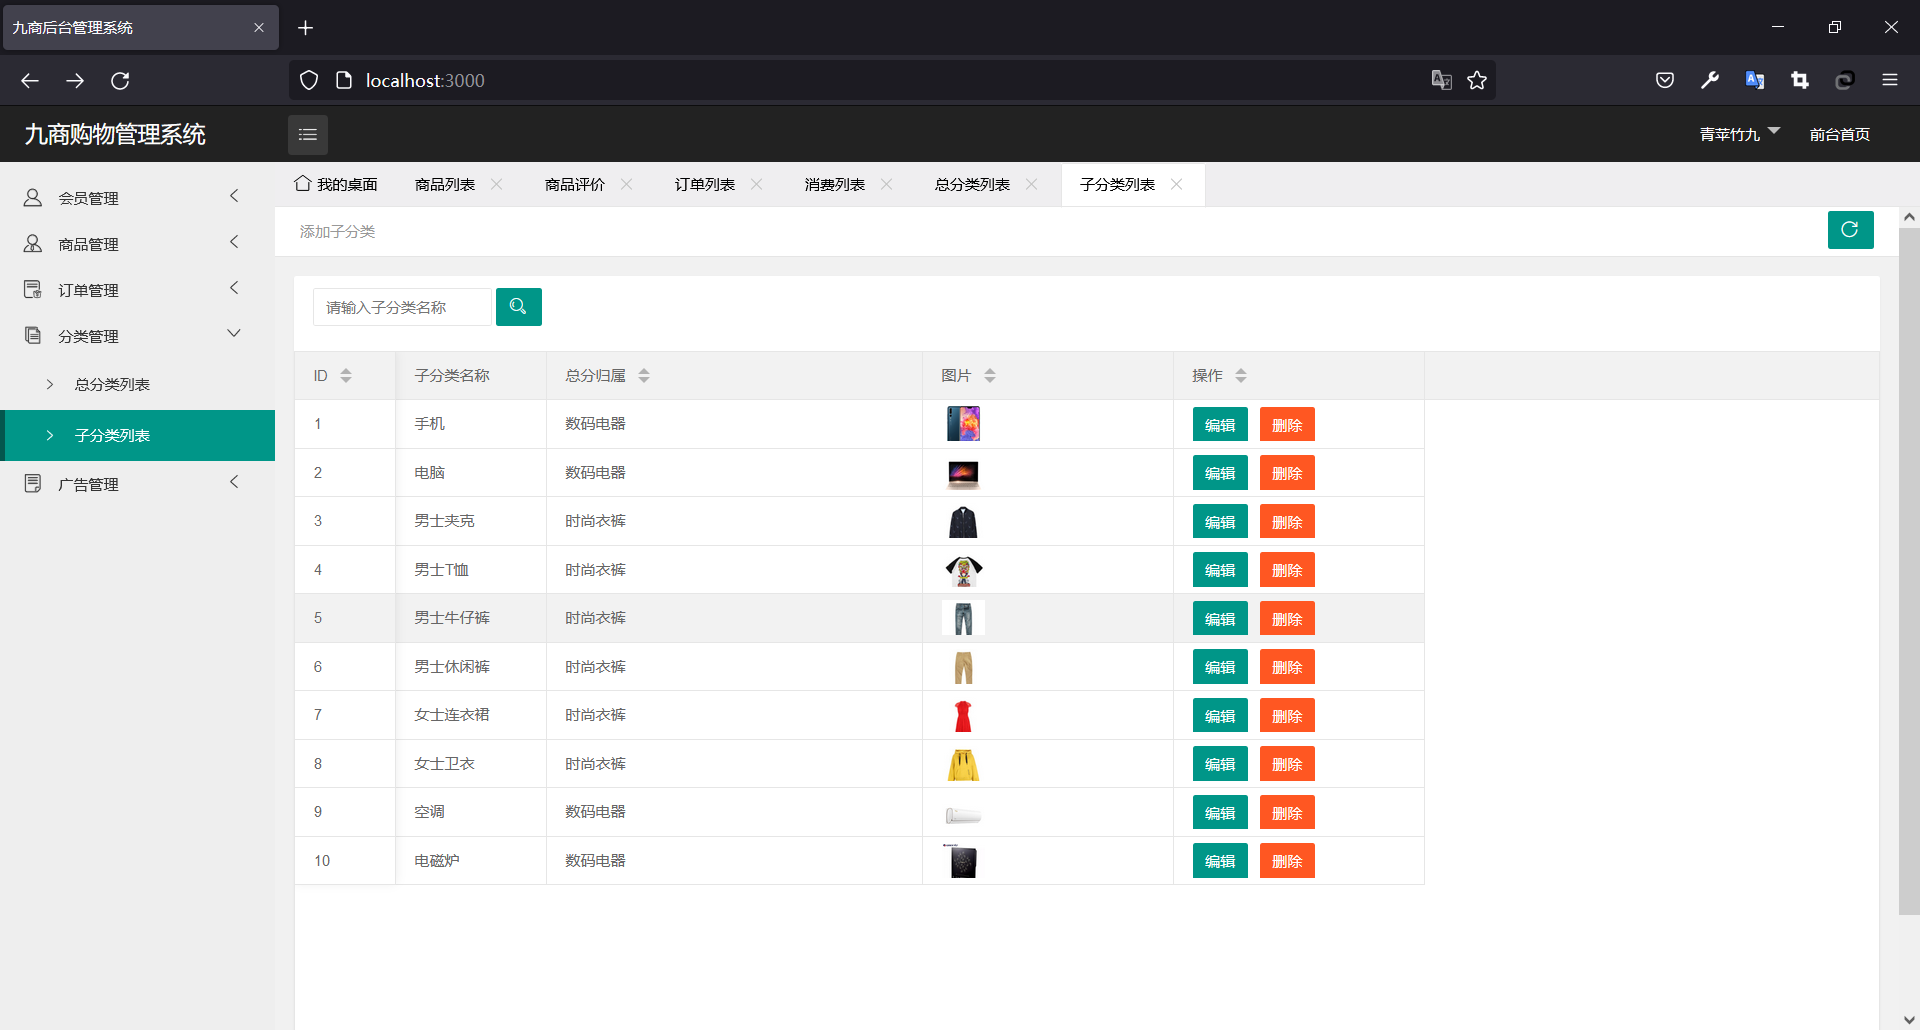 九商后台管理系统
localhost:3000
九商购物管理系统
青苹竹九 前台首页
会员管理
商品管理
订单管理
分类管理
总分类列表
子分类列表
广告管理
我的桌面 商品列表 商品评价 订单列表 消费列表 总分类列表 子分类列表
添加子分类
请输入子分类名称
ID 子分类名称 总分归属 图片 操作
1 手机 数码电器 编辑 删除
2 电脑 数码电器 编辑 删除
3 男士夹克 时尚衣裤 编辑 删除
4 男士T恤 时尚衣裤 编辑 删除
5 男士牛仔裤 时尚衣裤 编辑 删除
6 男士休闲裤 时尚衣裤 编辑 删除
7 女士连衣裙 时尚衣裤 编辑 删除
8 女士卫衣 时尚衣裤 编辑 删除
9 空调 数码电器 编辑 删除
10 电磁炉 数码电器 编辑 删除